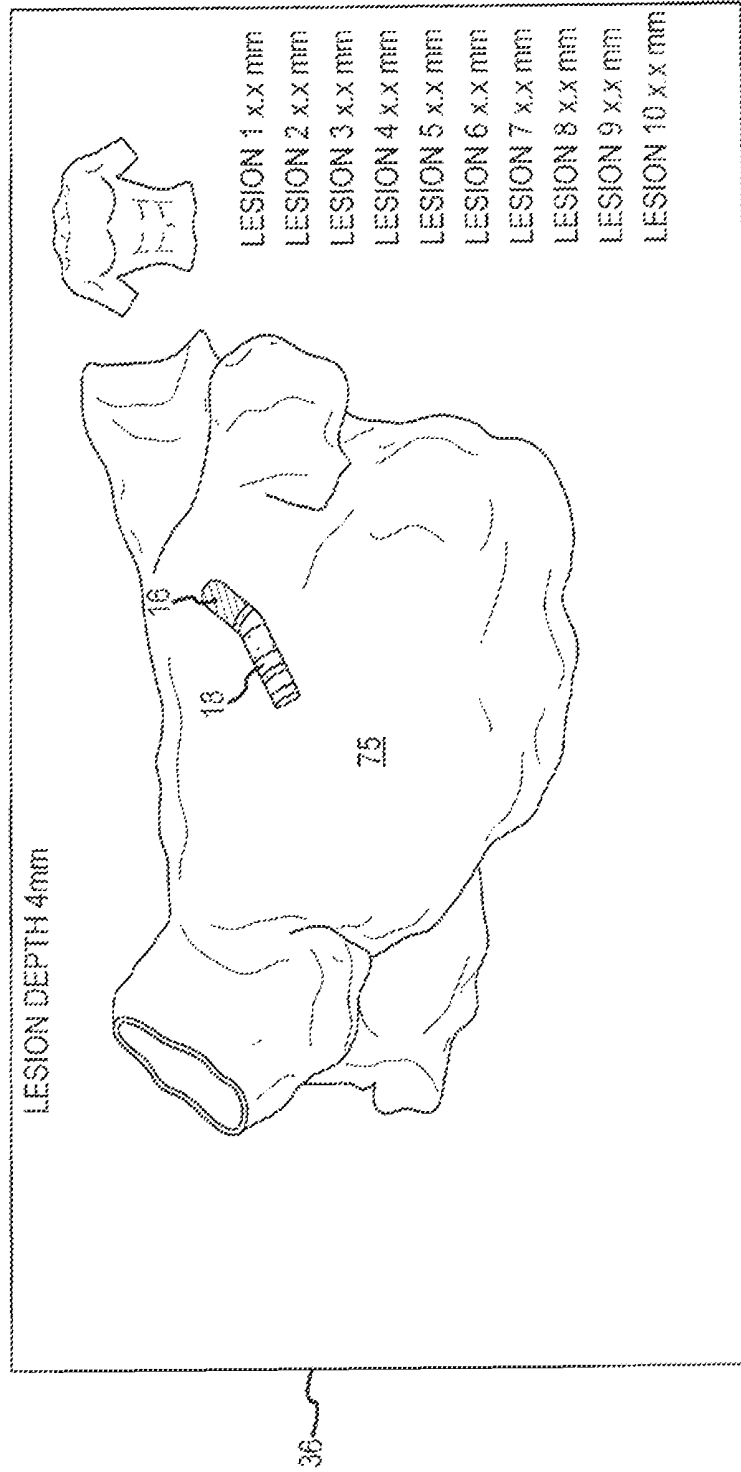 LESION DEPTH 4mm
LESION 1 x.x mm
LESION 2 x.x mm
LESION 3 x.x mm
LESION 4 x.x mm
LESION 5 x.x mm
LESION 6 x.x mm
LESION 7 x.x mm
LESION 8 x.x mm
LESION 9 x.x mm
LESION 10 x.x mm
16
18
75
36